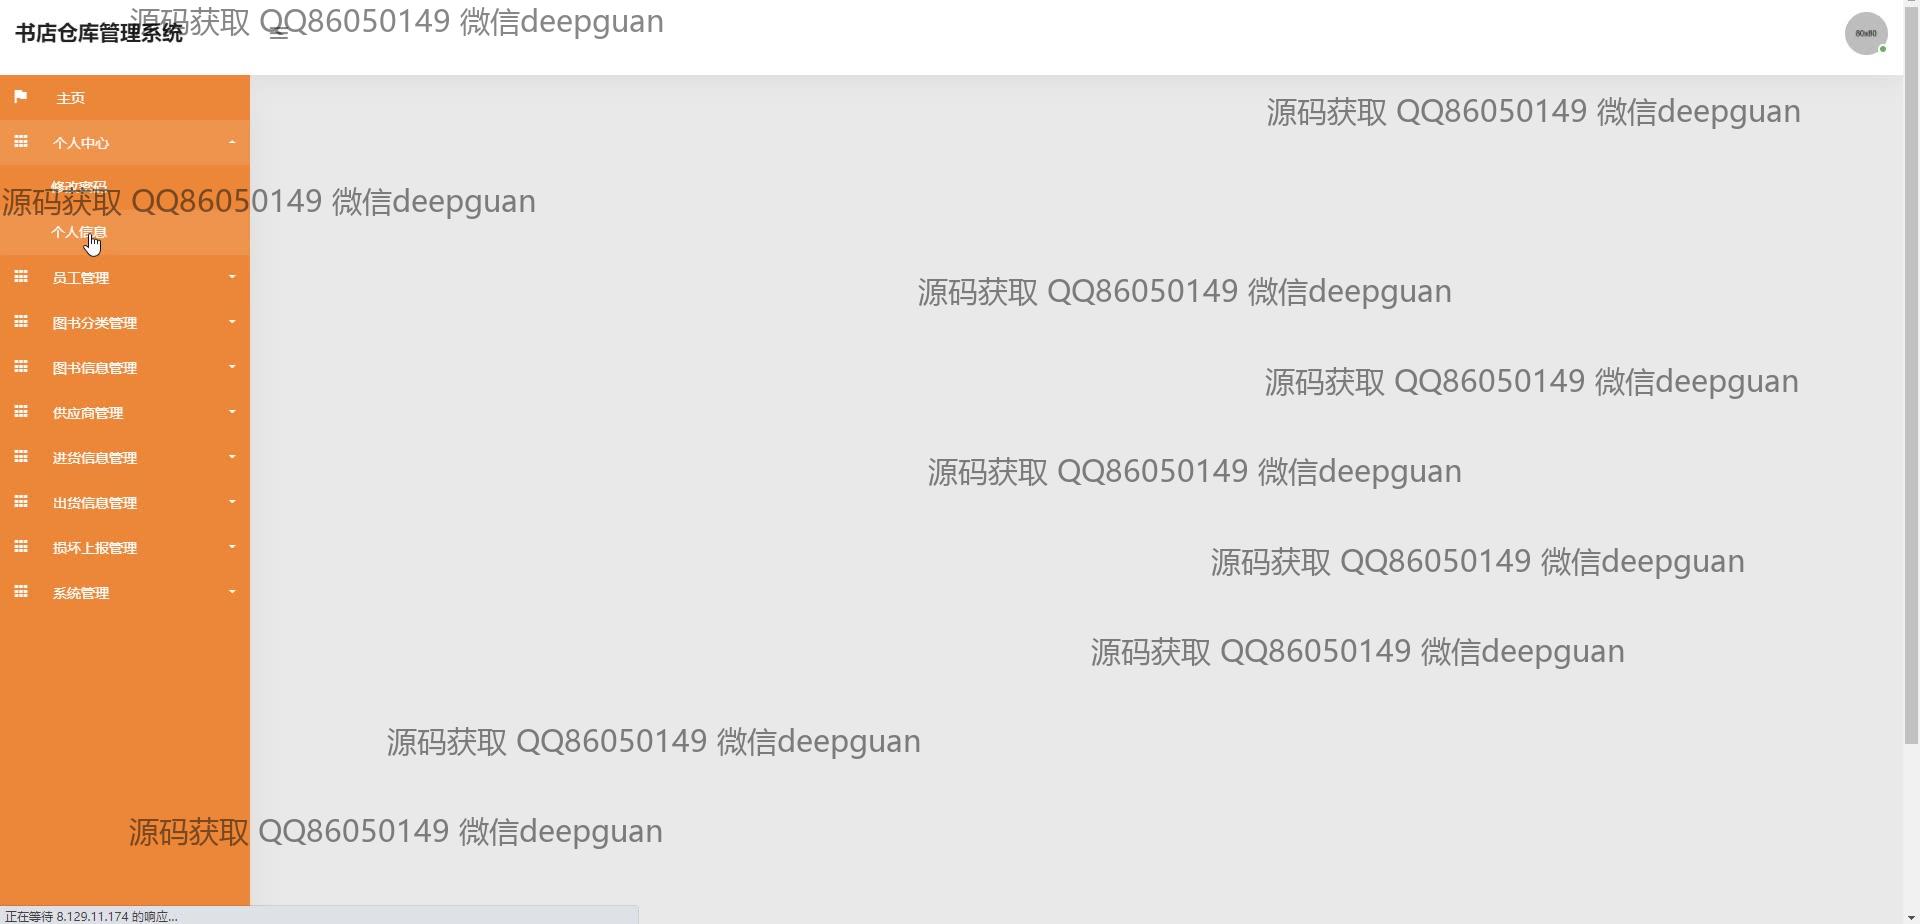 源码获取 QQ86050149 微信deepguan
书店仓库管理系统
80x80
主页
源码获取 QQ86050149 微信deepguan
个人中心
修改密码
源码获取 QQ86050149 微信deepguan
个人信息
员工管理
源码获取 QQ86050149 微信deepguan
图书分类管理
图书信息管理
源码获取 QQ86050149 微信deepguan
供应商管理
进货信息管理
源码获取 QQ86050149 微信deepguan
出货信息管理
损坏上报管理
源码获取 QQ86050149 微信deepguan
系统管理
源码获取 QQ86050149 微信deepguan
源码获取 QQ86050149 微信deepguan
源码获取 QQ86050149 微信deepguan
正在等待 8.129.11.174 的响应...